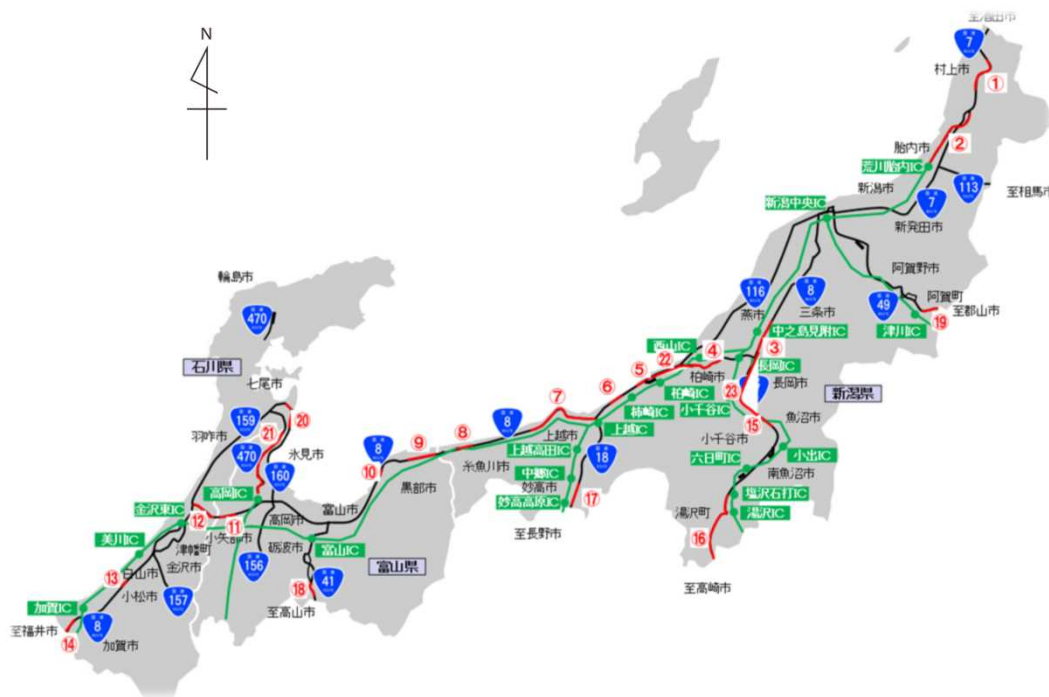 N
7
村上市
①
②
胎内市
荒川胎内IC
113
至相馬市
新潟市
7
新潟中央IC
新発田市
阿賀野市
輪島市
116
8
三条市
49
阿賀町
至郡山市
470
燕市
津川IC
⑲
中之島見附IC
石川県
西山IC
④
③
㉒
長岡IC
七尾市
⑤
柏崎市
新潟県
⑥
柏崎IC
㉓
長岡市
159
⑳
⑦
柿崎IC
小千谷IC
魚沼市
羽咋市
㉑
8
上越IC
⑮
氷見市
⑨
⑧
上越市
小千谷市
小出IC
470
8
上越高田IC
18
六日町IC
160
⑩
糸魚川市
中郷IC
南魚沼市
高岡IC
黒部市
妙高市
塩沢石打IC
金沢東IC
富山市
妙高高原IC
⑰
湯沢町
湯沢IC
⑫
⑪
高岡市
至長野市
美川IC
津幡町
小矢部市
砺波市
富山IC
⑯
白山市
金沢市
156
富山県
⑬
41
至高崎市
小松市
157
⑱
加賀IC
至高山市
至福井市
8
⑭
加賀市